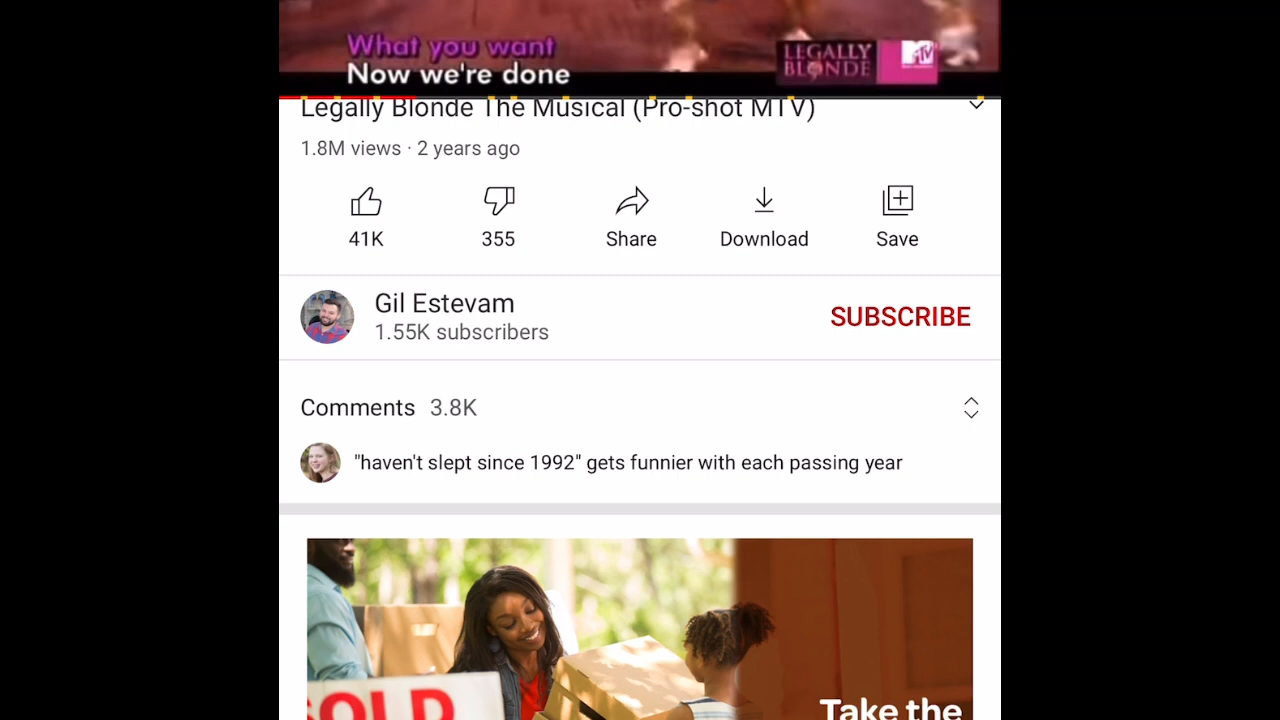 What you want
Now we're done
LEGALLY
BLONDE
MTV
Legally Blonde The Musical (Pro-shot MTV)
1.8M views · 2 years ago
41K
355
Share
Download
Save
Gil Estevam
1.55K subscribers
SUBSCRIBE
Comments 3.8K
"haven't slept since 1992" gets funnier with each passing year
SOLD
Take the